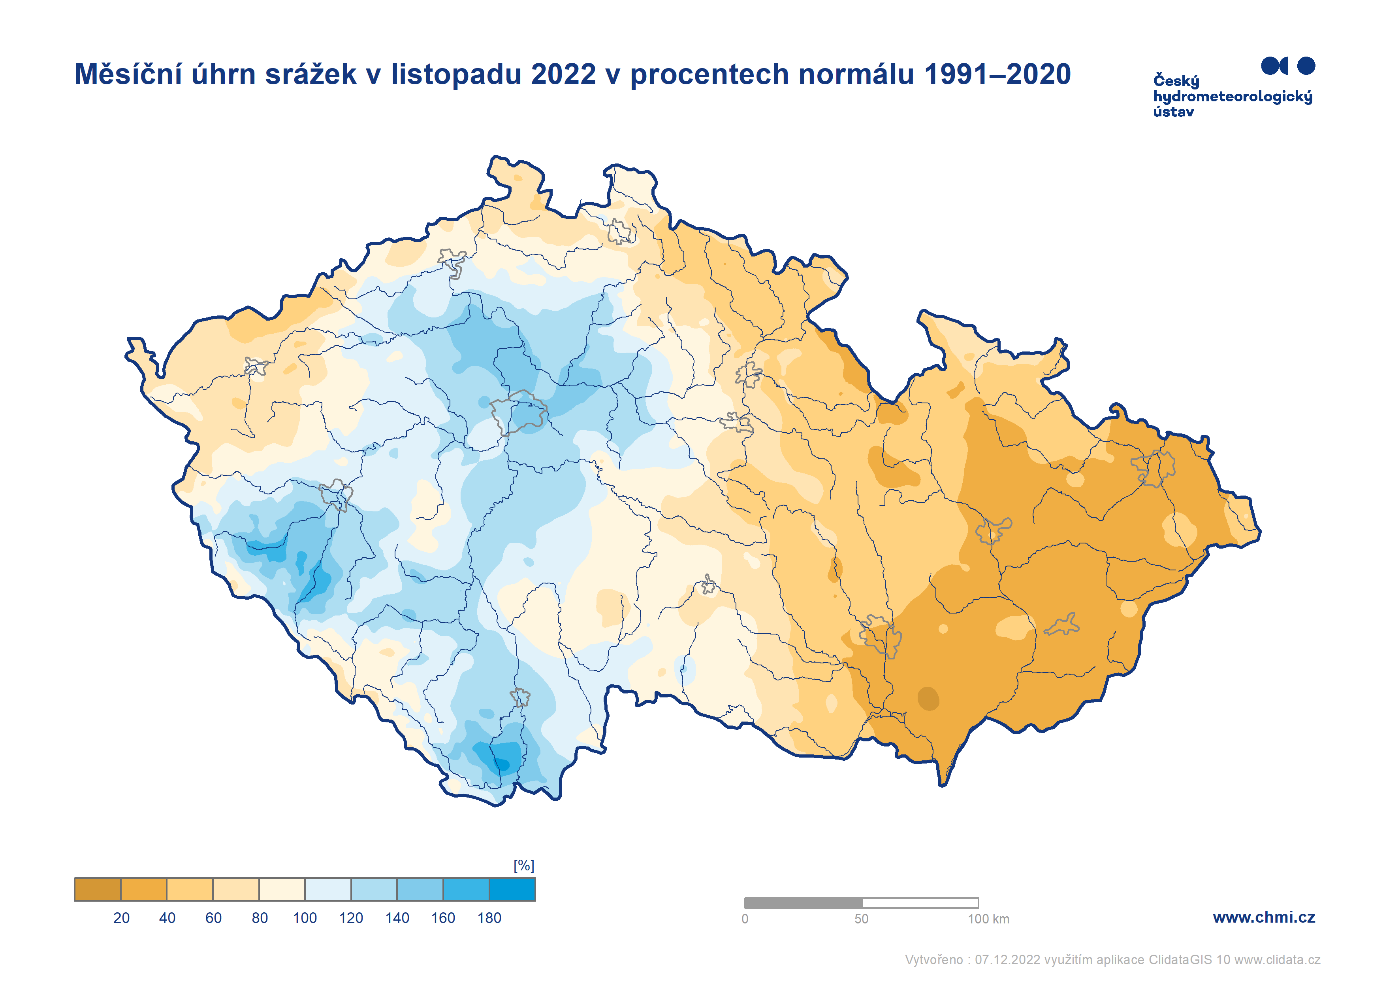 Měsíční úhrn srážek v listopadu 2022 v procentech normálu 1991–2020
Český
hydrometeorologický
ústav
[%]
20 40 60 80 100 120 140 160 180
0 50 100 km
www.chmi.cz
Vytvořeno : 07.12.2022 využitím aplikace ClidataGIS 10 www.clidata.cz